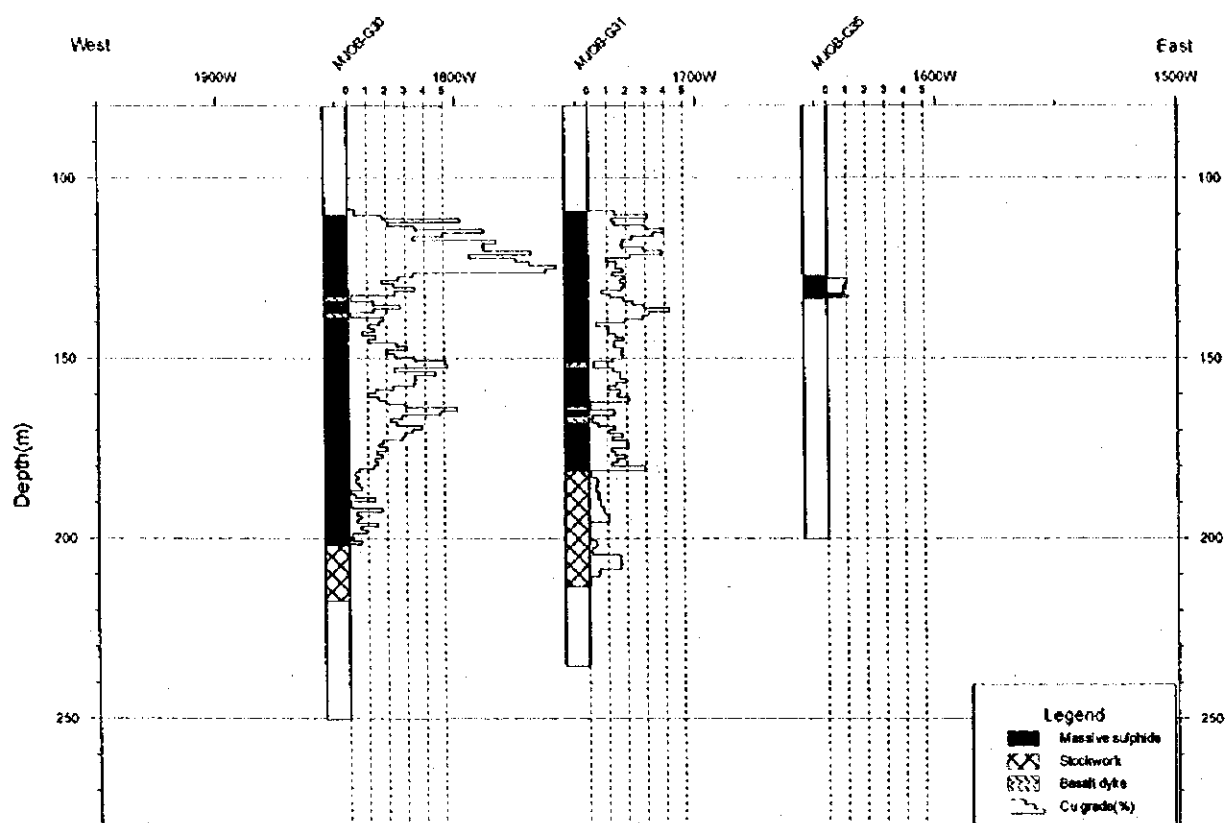 West East
MJOB-G30 MJOB-G31 MJOB-G35
1900W 1800W 1700W 1600W 1500W
0 1 2 3 4 5 0 1 2 3 4 5 0 1 2 3 4 5
100 100
150 150
Depth(m)
200 200
250 250
Legend
Massive sulphide
Stockwork
Basalt dyke
Cu grade(%)